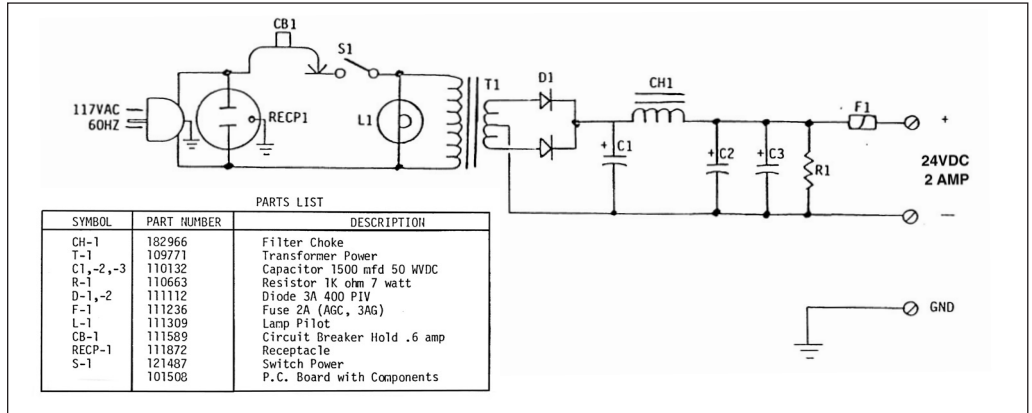 CB1
S1
117VAC
60HZ
RECP1
L1
T1
D1
CH1
F1
+
+ C1
+ C2
+ C3
R1
24VDC
2 AMP
—
GND
PARTS LIST
SYMBOL PART NUMBER DESCRIPTION
CH-1 182966 Filter Choke
T-1 109771 Transformer Power
C1,-2,-3 110132 Capacitor 1500 mfd 50 WVDC
R-1 110663 Resistor 1K ohm 7 watt
D-1,-2 111112 Diode 3A 400 PIV
F-1 111236 Fuse 2A (AGC, 3AG)
L-1 111309 Lamp Pilot
CB-1 111589 Circuit Breaker Hold .6 amp
RECP-1 111872 Receptacle
S-1 121487 Switch Power
101508 P.C. Board with Components